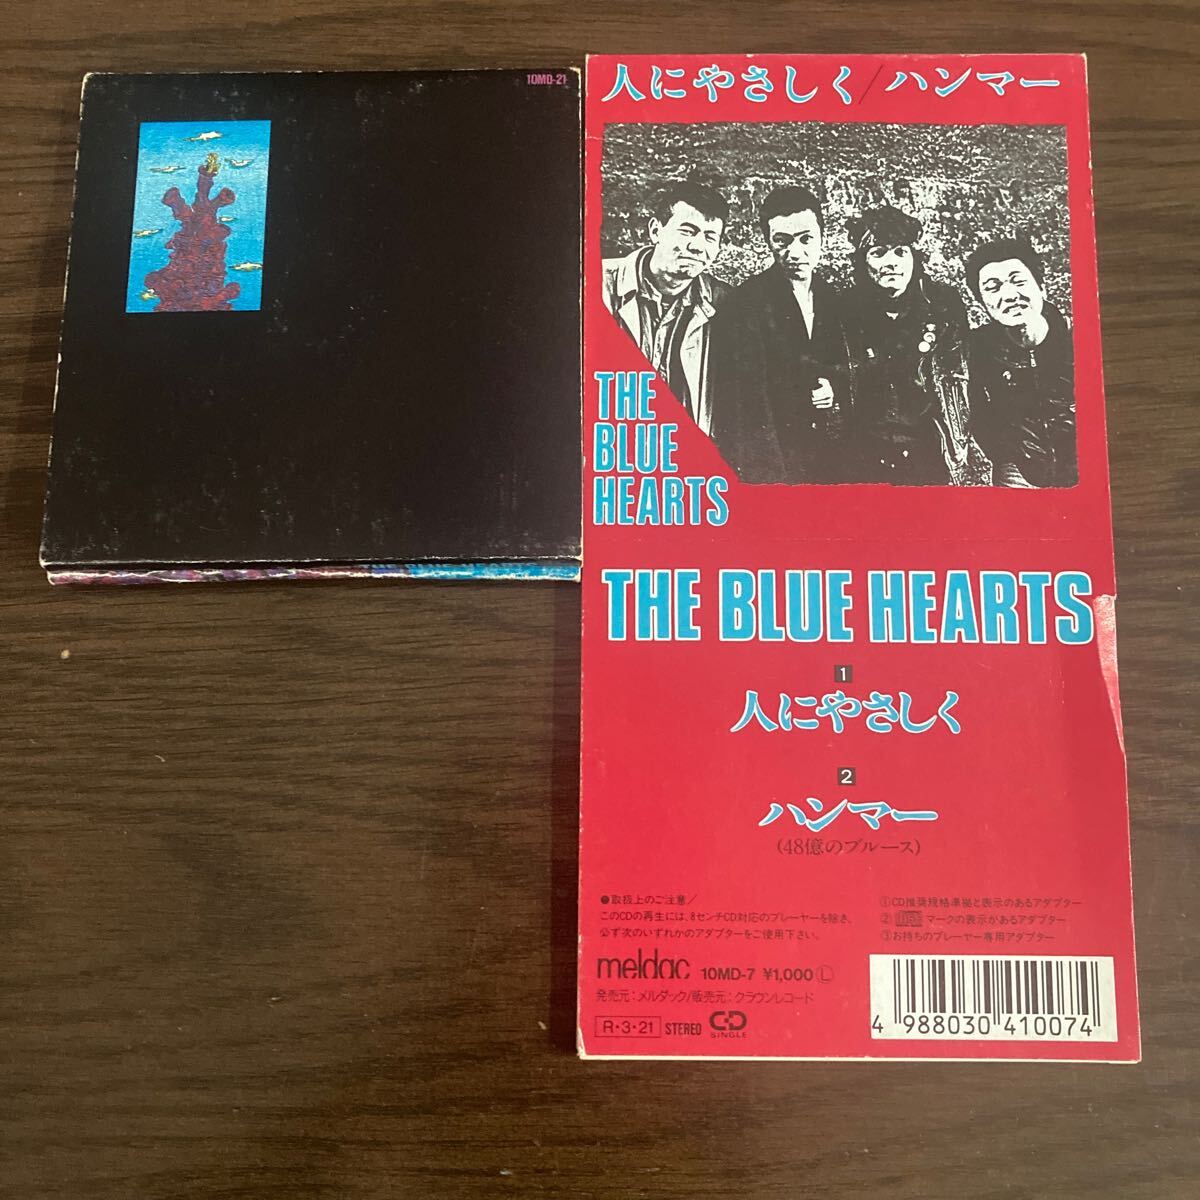 10MD-21
THE BLUE HEARTS
人にやさしく/ハンマー
THE
BLUE
HEARTS
THE BLUE HEARTS
1
人にやさしく
2
ハンマー
(48億のブルース)
●取扱上のご注意/
このCDの再生には、8センチCD対応のプレーヤーを除き、
必ず次のいずれかのアダプターをご使用下さい。
①CD推奨規格準拠と表示のあるアダプター
②マークの表示があるアダプター
③お持ちのプレーヤー専用アダプター
meldac 10MD-7 ¥1,000 Ⓛ
発売元:メルダック/販売元:クラウンレコード
R・3・21 STEREO CD SINGLE
4 988030 410074